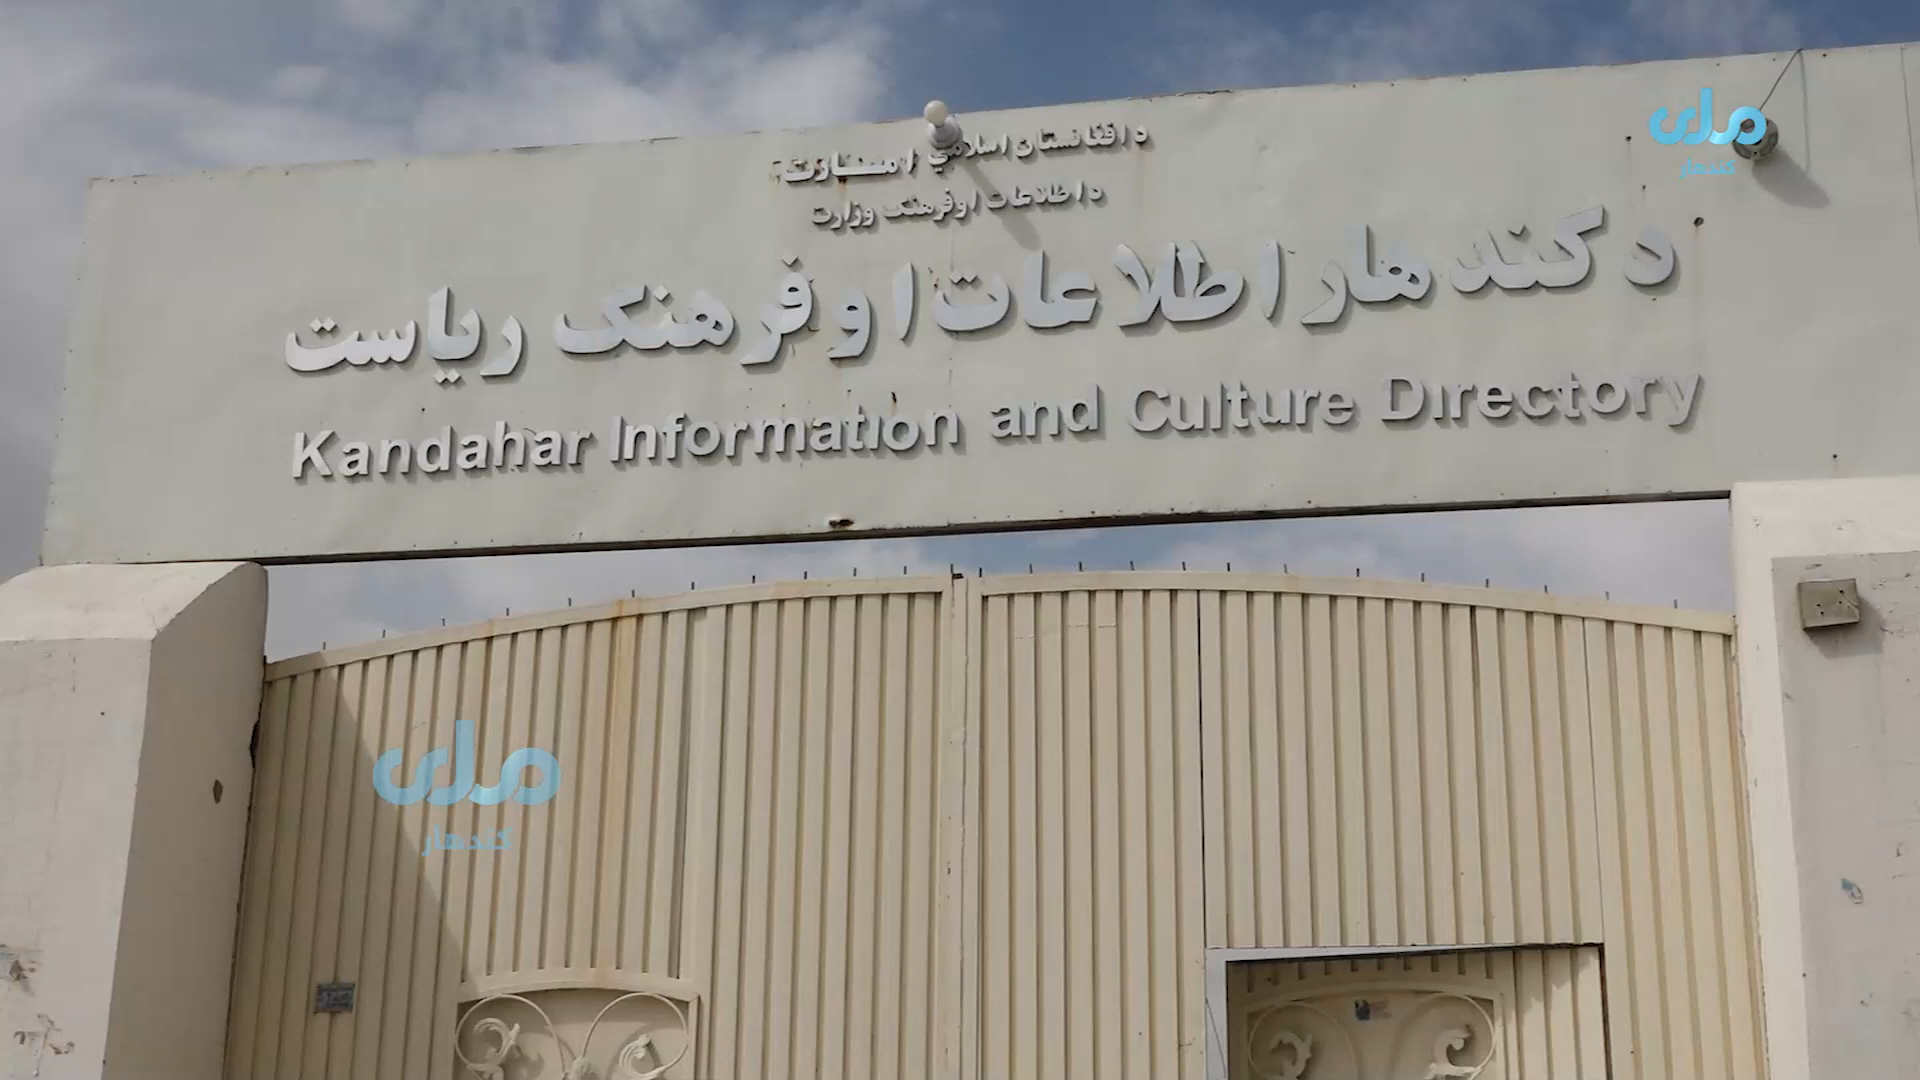 د افغانستان اسلامي امارت
د اطلاعات او فرهنګ وزارت
د کندهار اطلاعات او فرهنګ ریاست
Kandahar Information and Culture Directory
ملی
کندهار
ملی
کندهار